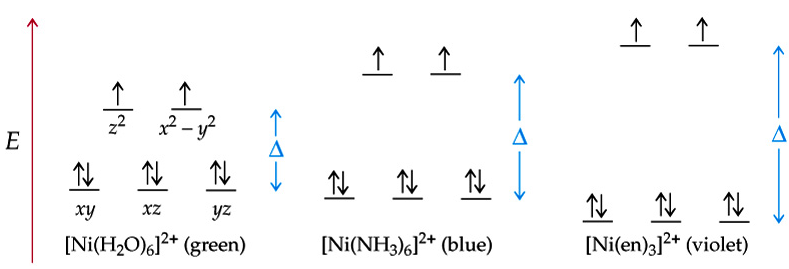 E
z² x² – y²
Δ
Δ
Δ
xy xz yz
[Ni(H₂O)₆]²⁺ (green)
[Ni(NH₃)₆]²⁺ (blue)
[Ni(en)₃]²⁺ (violet)